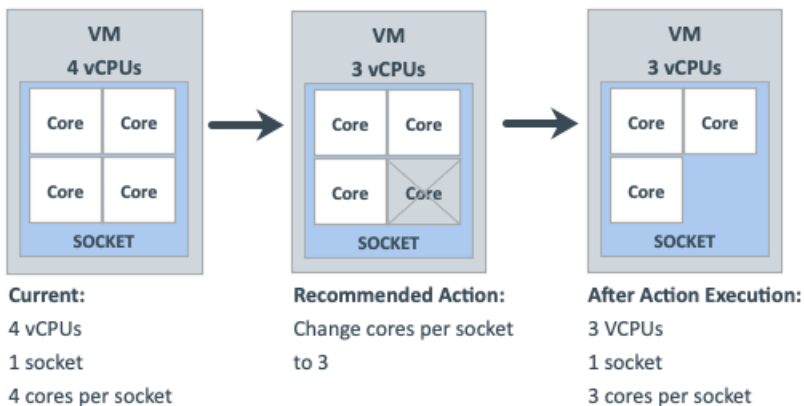 VM
4 vCPUs
Core Core
Core Core
SOCKET
Current:
4 vCPUs
1 socket
4 cores per socket
VM
3 vCPUs
Core Core
Core Core
SOCKET
Recommended Action:
Change cores per socket
to 3
VM
3 vCPUs
Core Core
Core
SOCKET
After Action Execution:
3 VCPUs
1 socket
3 cores per socket